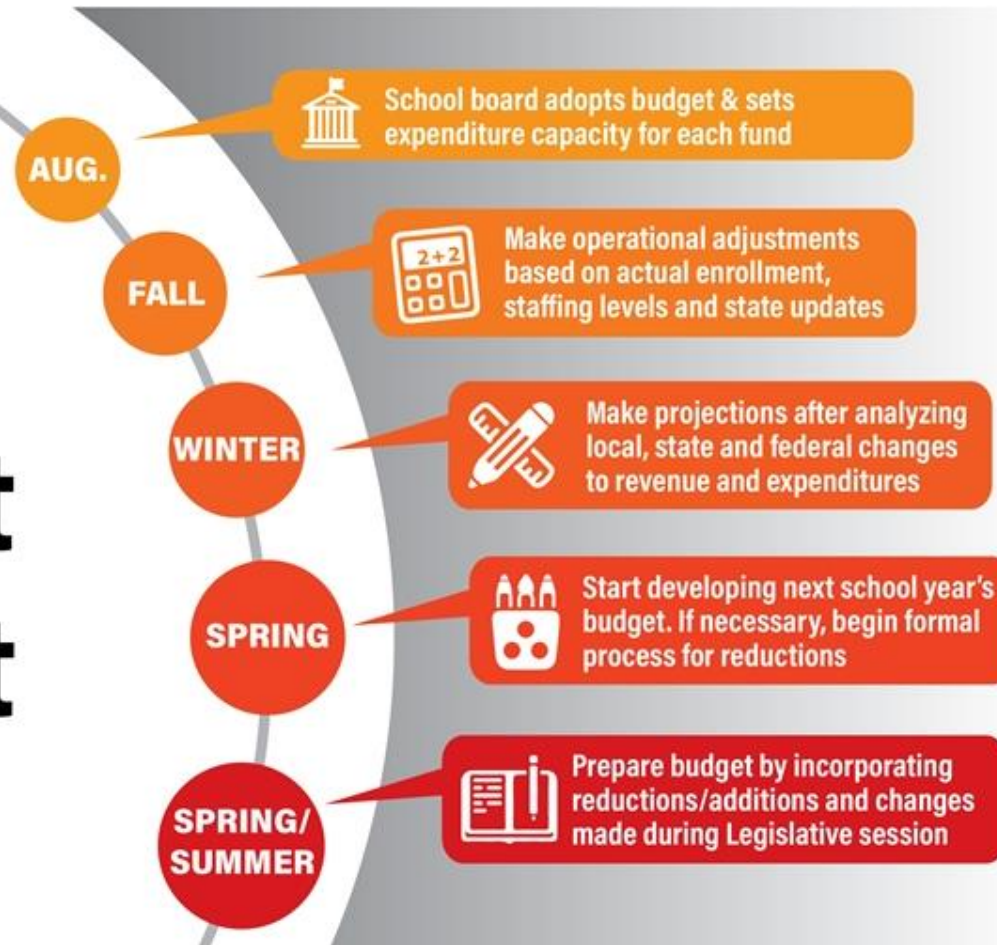 AUG.
School board adopts budget & sets
expenditure capacity for each fund
FALL
2+2
Make operational adjustments
based on actual enrollment,
staffing levels and state updates
WINTER
Make projections after analyzing
local, state and federal changes
to revenue and expenditures
t
SPRING
Start developing next school year's
budget. If necessary, begin formal
process for reductions
t
SPRING/
SUMMER
Prepare budget by incorporating
reductions/additions and changes
made during Legislative session